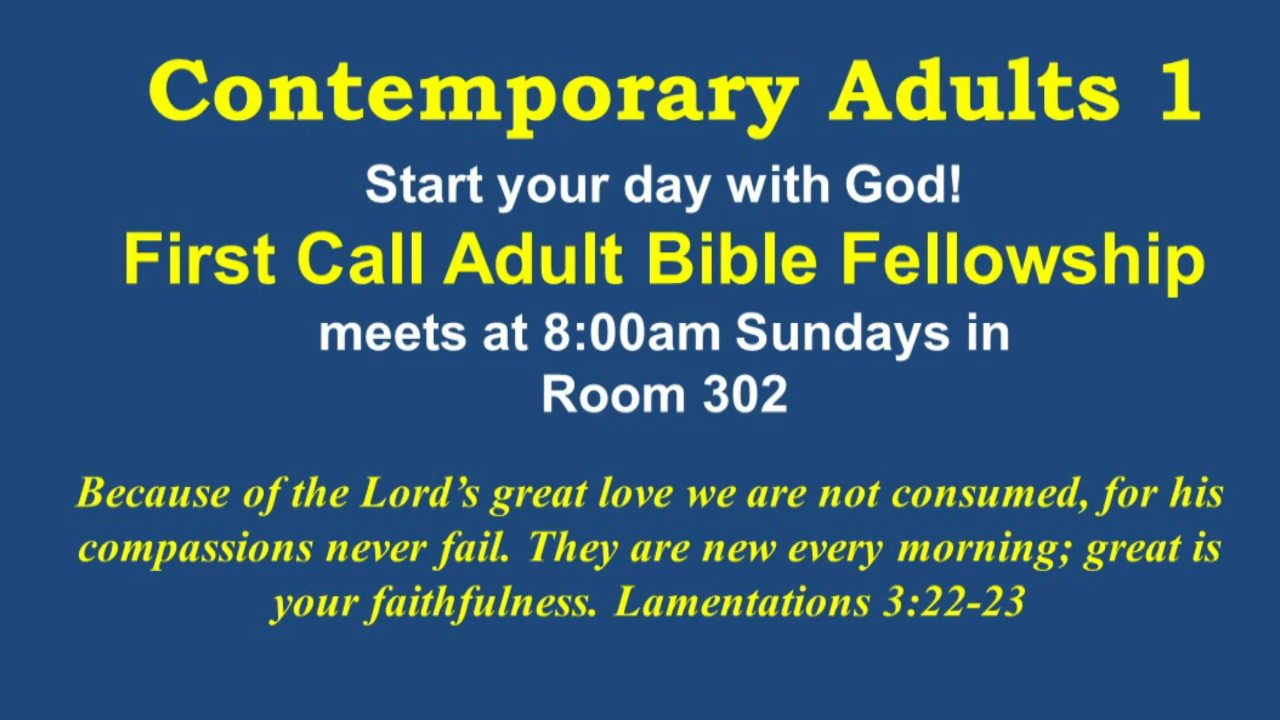 Contemporary Adults 1
Start your day with God!
First Call Adult Bible Fellowship
meets at 8:00am Sundays in
Room 302
Because of the Lord’s great love we are not consumed, for his
compassions never fail. They are new every morning; great is
your faithfulness. Lamentations 3:22-23